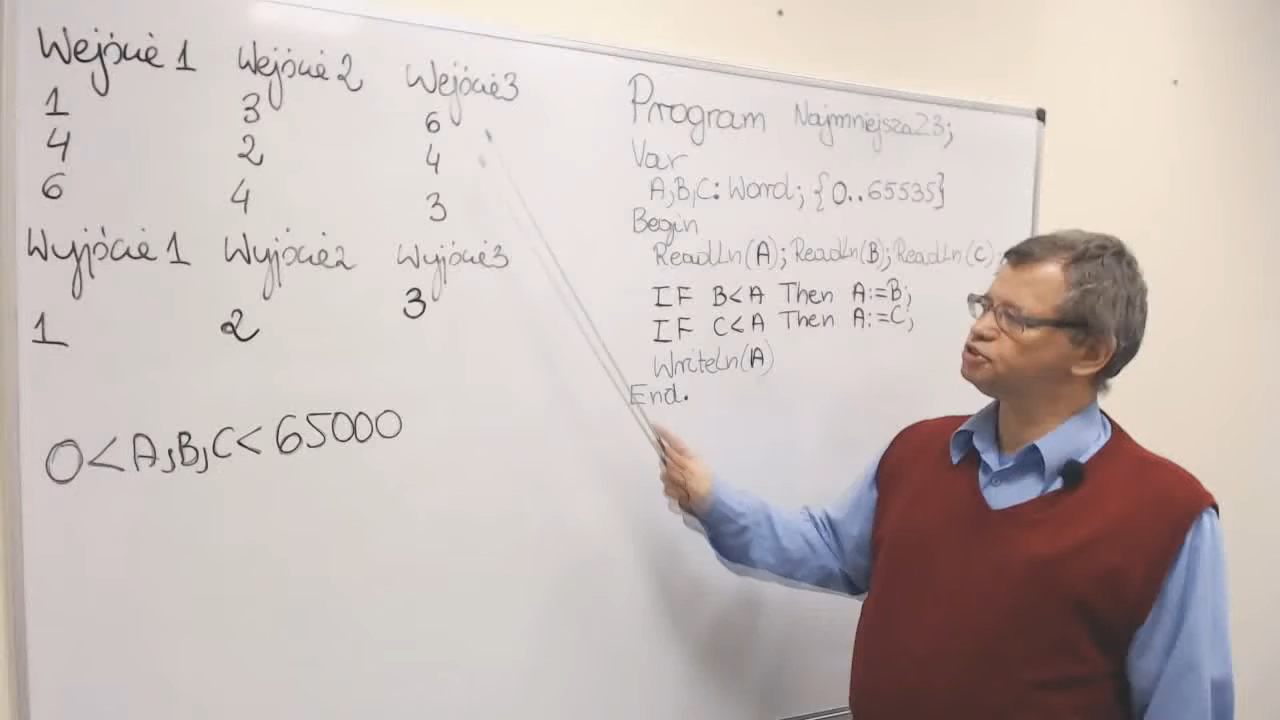 Wejście 1
1
4
6
Wejście 2
3
2
4
Wejście 3
6
4
3
Wyjście 1
1
Wyjście 2
2
Wyjście 3
3
0<A,B,C<65000
Program NajmniejszaZ3;
Var
A,B,C: Word; {0..65535}
Begin
ReadLn(A); ReadLn(B); ReadLn(C);
IF B<A Then A:=B;
IF C<A Then A:=C;
WriteLn(A)
End.